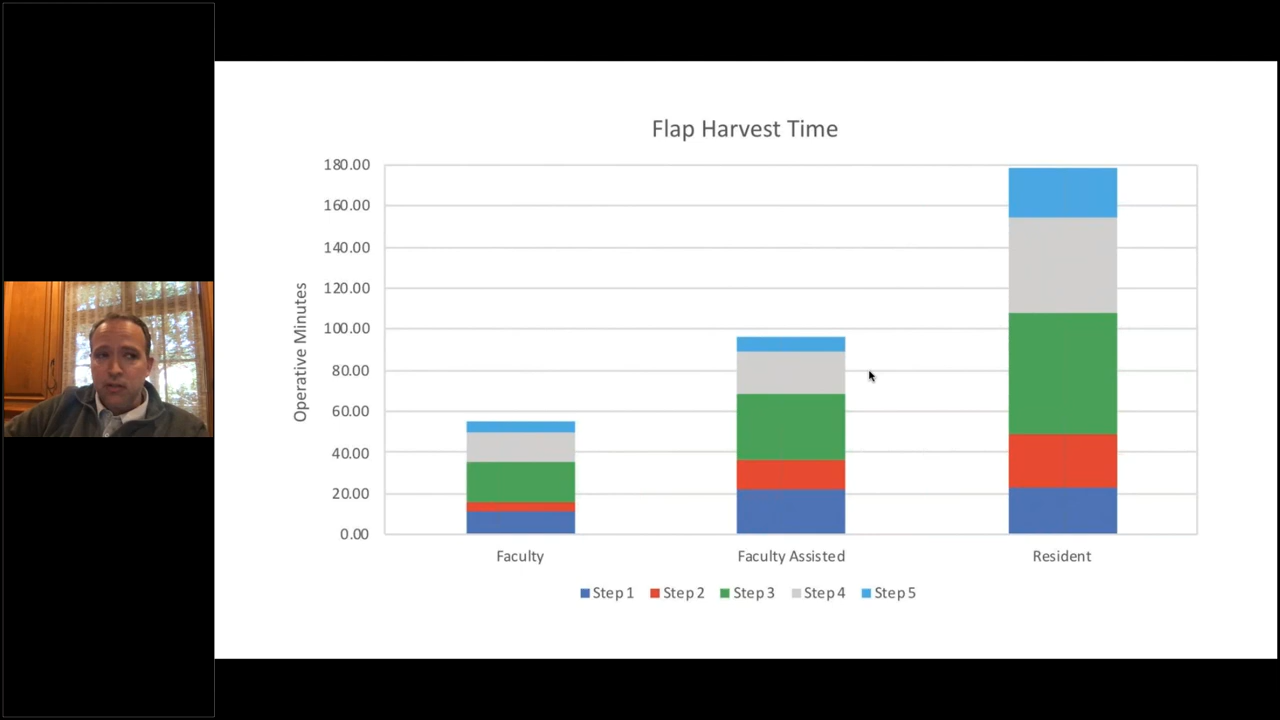 Flap Harvest Time
180.00
160.00
140.00
120.00
100.00
80.00
60.00
40.00
20.00
0.00
Operative Minutes
Faculty Faculty Assisted Resident
Step 1 Step 2 Step 3 Step 4 Step 5